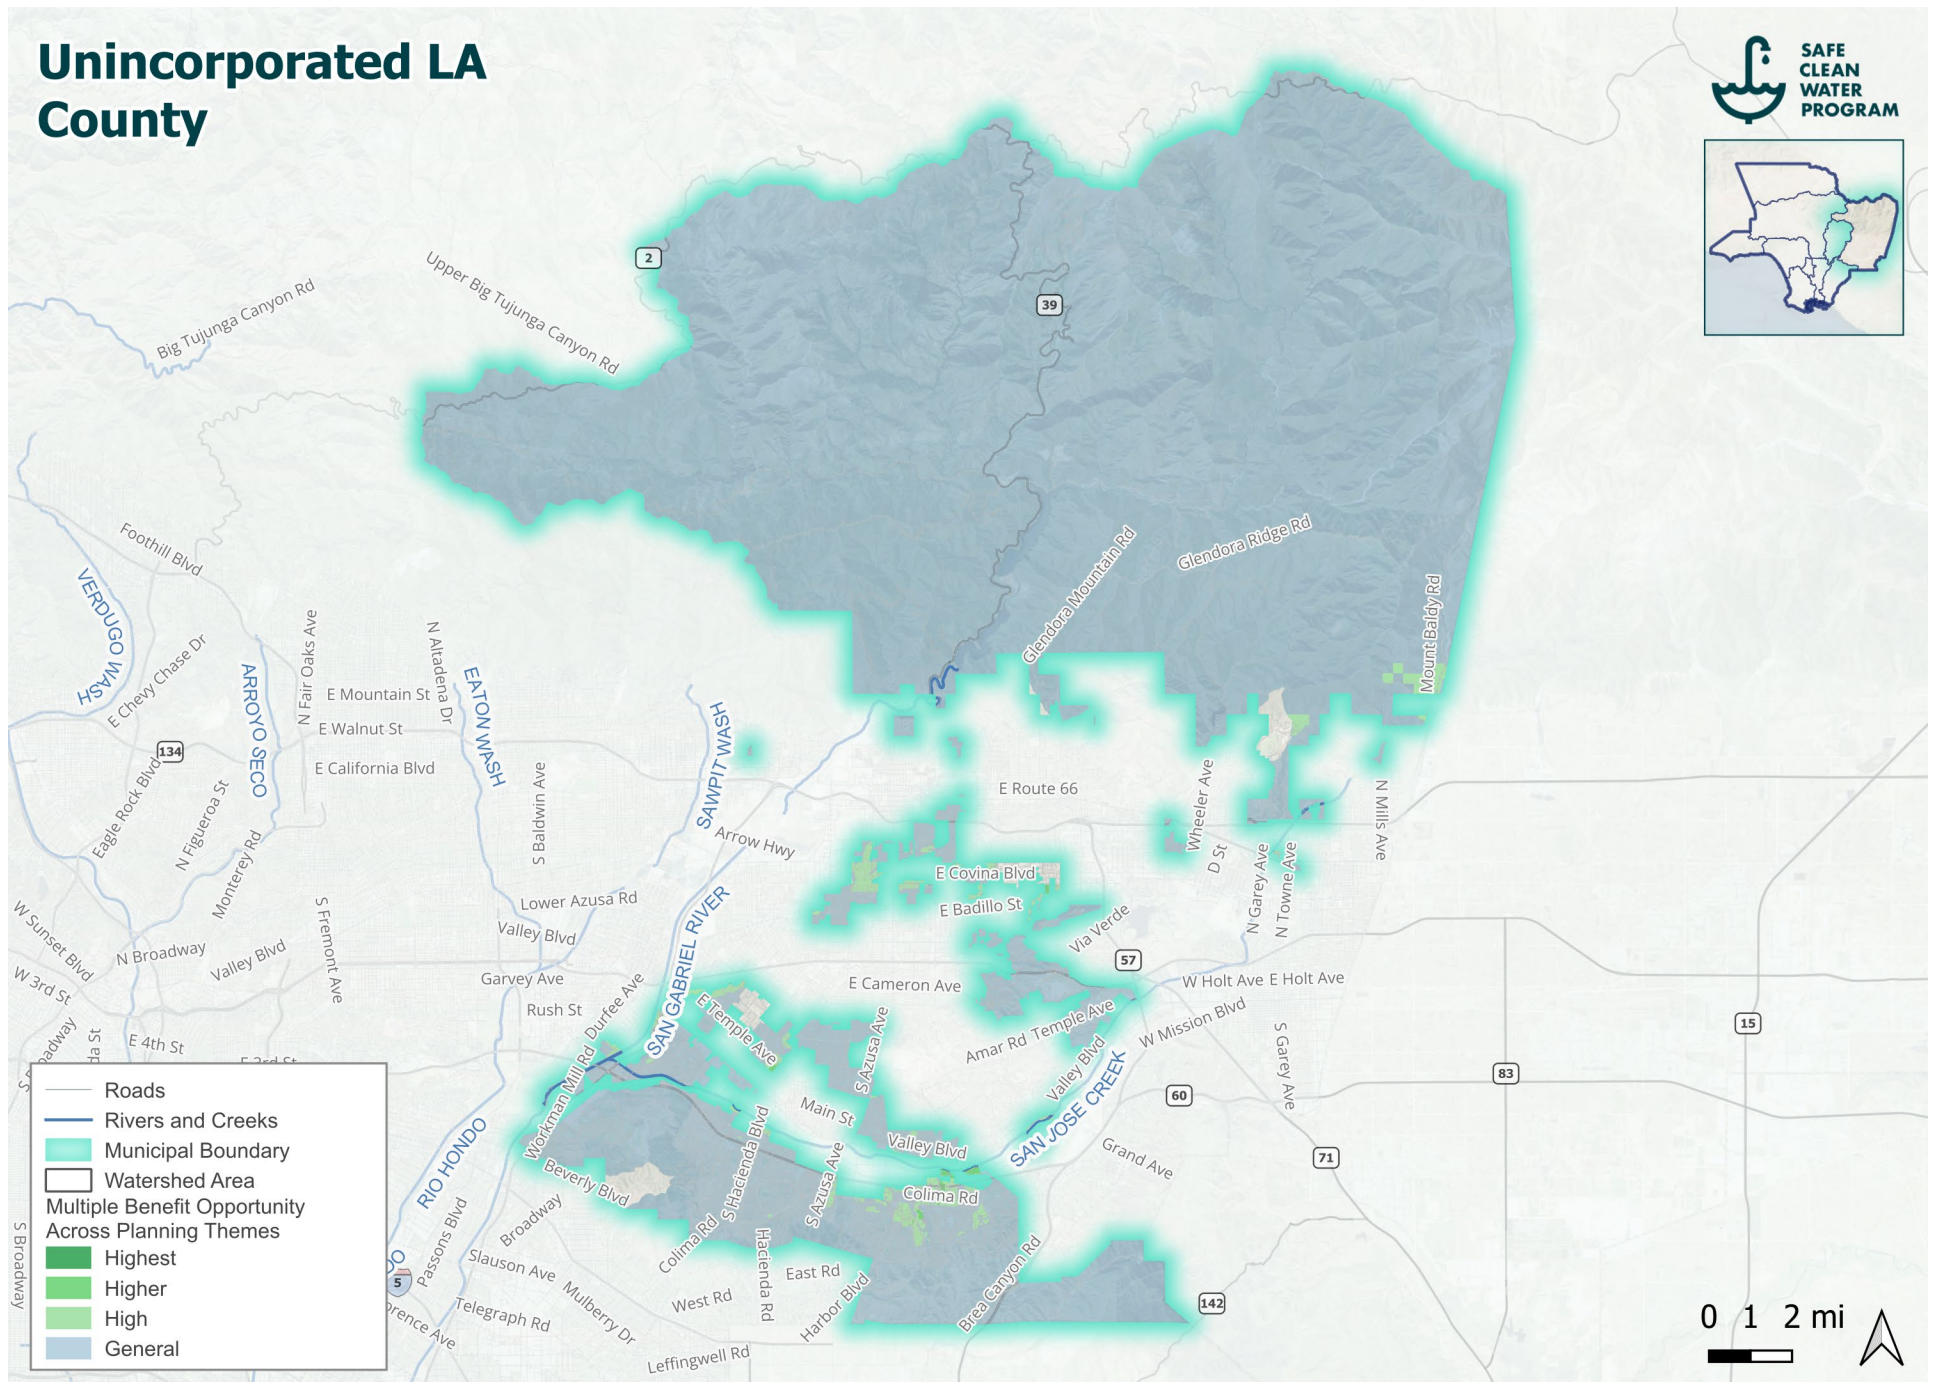 Unincorporated LA
County
SAFE
CLEAN
WATER
PROGRAM
2
39
Upper Big Tujunga Canyon Rd
Big Tujunga Canyon Rd
Glendora Mountain Rd
Glendora Ridge Rd
Mount Baldy Rd
Foothill Blvd
VERDUGO WASH
E Chevy Chase Dr
ARROYO SECO
N Fair Oaks Ave
E Mountain St
N Altadena Dr
EATON WASH
E Walnut St
134
E California Blvd
SAWPIT WASH
Eagle Rock Blvd
N Figueroa St
Monterey Rd
S Baldwin Ave
Arrow Hwy
E Route 66
Wheeler Ave
D St
N Garey Ave
N Towne Ave
N Mills Ave
E Covina Blvd
E Badillo St
Via Verde
Lower Azusa Rd
Valley Blvd
SAN GABRIEL RIVER
W Sunset Blvd
N Broadway
Valley Blvd
S Fremont Ave
W 3rd St
Garvey Ave
Rush St
Durfee Ave
E Cameron Ave
57
W Holt Ave
E Holt Ave
E Temple Ave
S Azusa Ave
Amar Rd
Temple Ave
W Mission Blvd
S Garey Ave
15
83
E 4th St
Workman Mill Rd
Main St
Valley Blvd
SAN JOSE CREEK
60
71
Valley Blvd
Grand Ave
RIO HONDO
Beverly Blvd
S Hacienda Blvd
S Azusa Ave
Colima Rd
Passons Blvd
Broadway
Colima Rd
Hacienda Rd
Slauson Ave
East Rd
Harbor Blvd
Brea Canyon Rd
S Broadway
5
Mulberry Dr
West Rd
Telegraph Rd
Leffingwell Rd
142
Roads
Rivers and Creeks
Municipal Boundary
Watershed Area
Multiple Benefit Opportunity
Across Planning Themes
Highest
Higher
High
General
0 1 2 mi